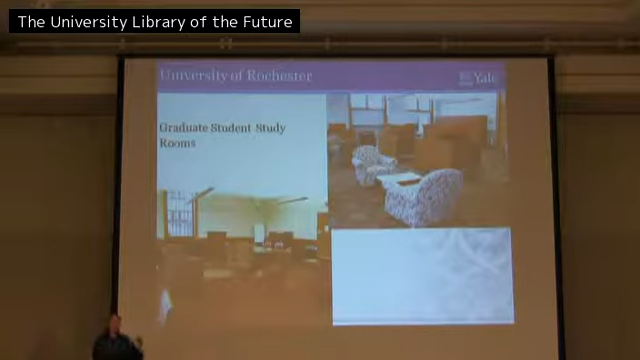 The University Library of the Future
University of Rochester
Yale
Graduate Student Study
Rooms